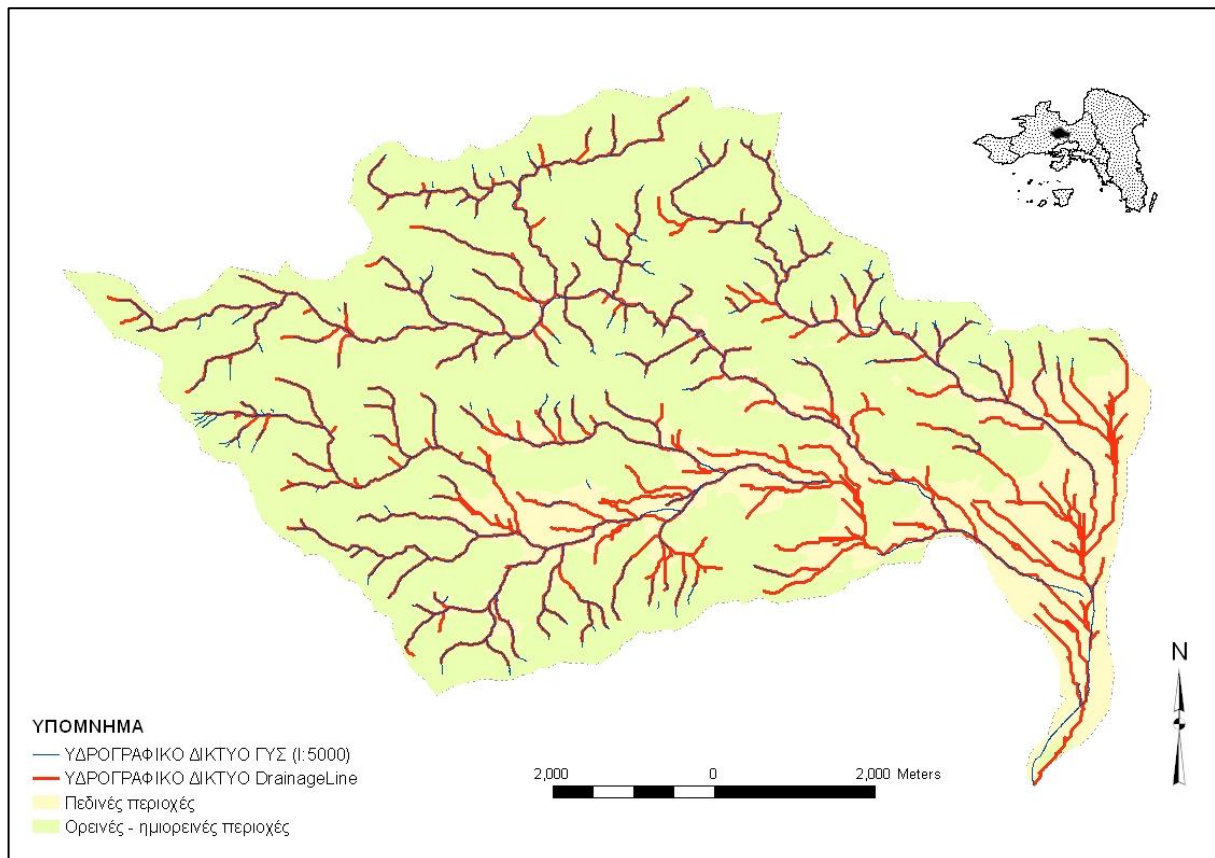 N
ΥΠΟΜΝΗΜΑ
ΥΔΡΟΓΡΑΦΙΚΟ ΔΙΚΤΥΟ ΓΥΣ (Ι:5000)
ΥΔΡΟΓΡΑΦΙΚΟ ΔΙΚΤΥΟ DrainageLine
Πεδινές περιοχές
Ορεινές - ημιορεινές περιοχές
2,000 0 2,000 Meters